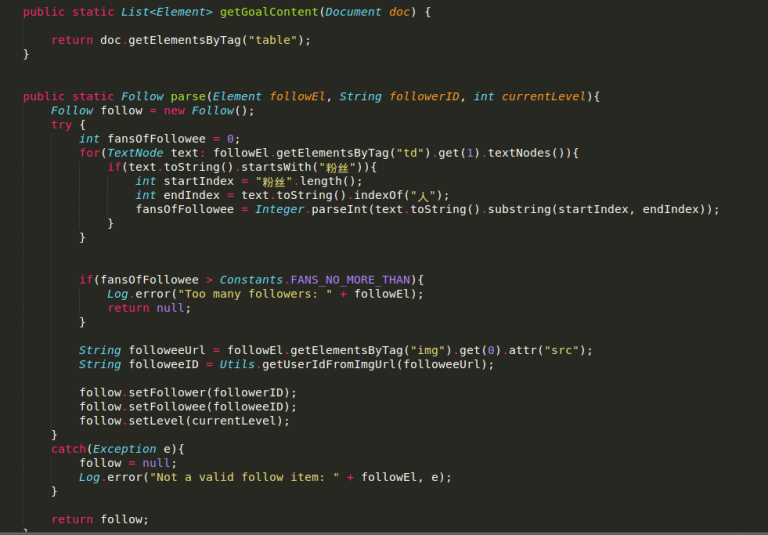 public static List<Element> getGoalContent(Document doc) {
return doc.getElementsByTag("table");
}
public static Follow parse(Element followEl, String followerID, int currentLevel){
Follow follow = new Follow();
try {
int fansOfFollowee = 0;
for(TextNode text: followEl.getElementsByTag("td").get(1).textNodes()){
if(text.toString().startsWith("粉丝")){
int startIndex = "粉丝".length();
int endIndex = text.toString().indexOf("人");
fansOfFollowee = Integer.parseInt(text.toString().substring(startIndex, endIndex));
}
}
if(fansOfFollowee > Constants.FANS_NO_MORE_THAN){
Log.error("Too many followers: " + followEl);
return null;
}
String followeeUrl = followEl.getElementsByTag("img").get(0).attr("src");
String followeeID = Utils.getUserIdFromImgUrl(followeeUrl);
follow.setFollower(followerID);
follow.setFollowee(followeeID);
follow.setLevel(currentLevel);
}
catch(Exception e){
follow = null;
Log.error("Not a valid follow item: " + followEl, e);
}
return follow;
}